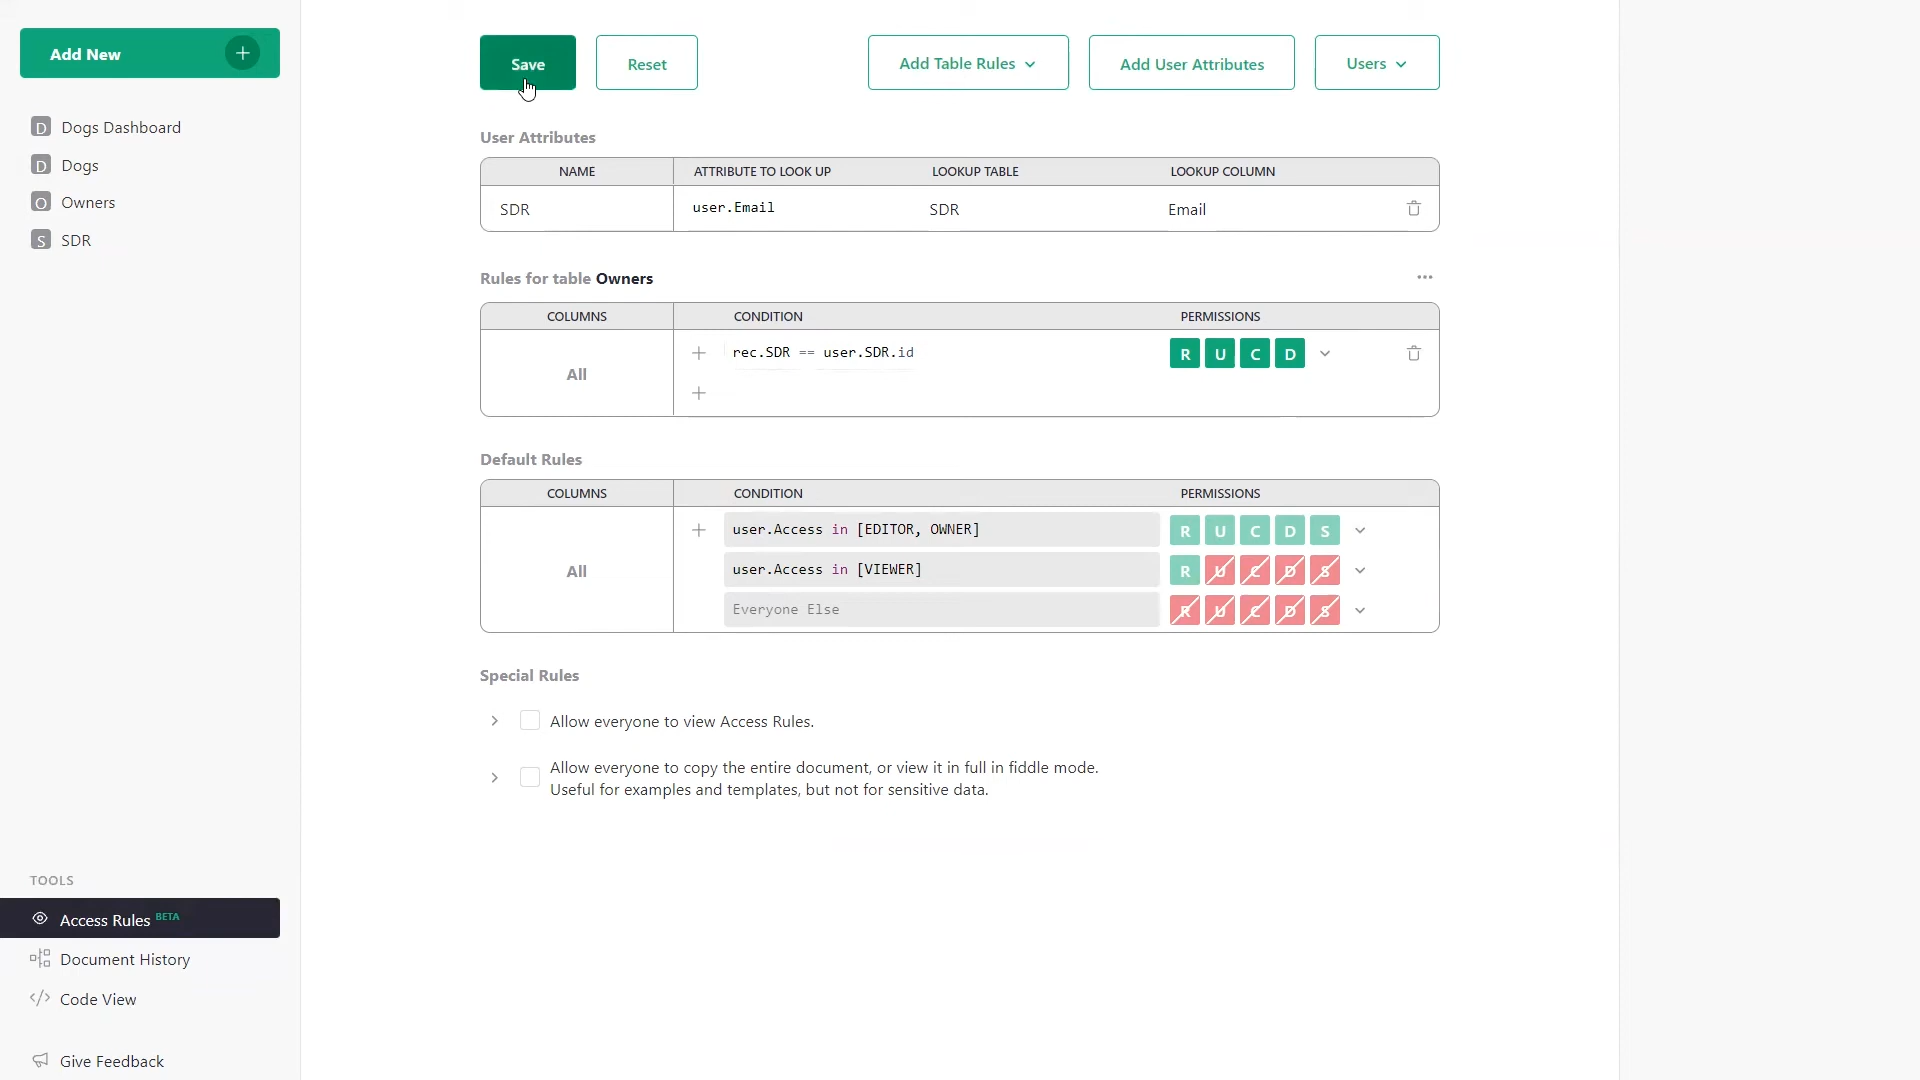 Add New
Dogs Dashboard
Dogs
Owners
SDR
TOOLS
Access Rules BETA
Document History
Code View
Give Feedback
Save
Reset
Add Table Rules
Add User Attributes
Users
User Attributes
NAME ATTRIBUTE TO LOOK UP LOOKUP TABLE LOOKUP COLUMN
SDR user.Email SDR Email
Rules for table Owners
COLUMNS CONDITION PERMISSIONS
All
rec.SDR == user.SDR.id R U C D
Default Rules
COLUMNS CONDITION PERMISSIONS
All
user.Access in [EDITOR, OWNER] R U C D S
user.Access in [VIEWER] R U C D S
Everyone Else R U C D S
Special Rules
Allow everyone to view Access Rules.
Allow everyone to copy the entire document, or view it in full in fiddle mode.
Useful for examples and templates, but not for sensitive data.